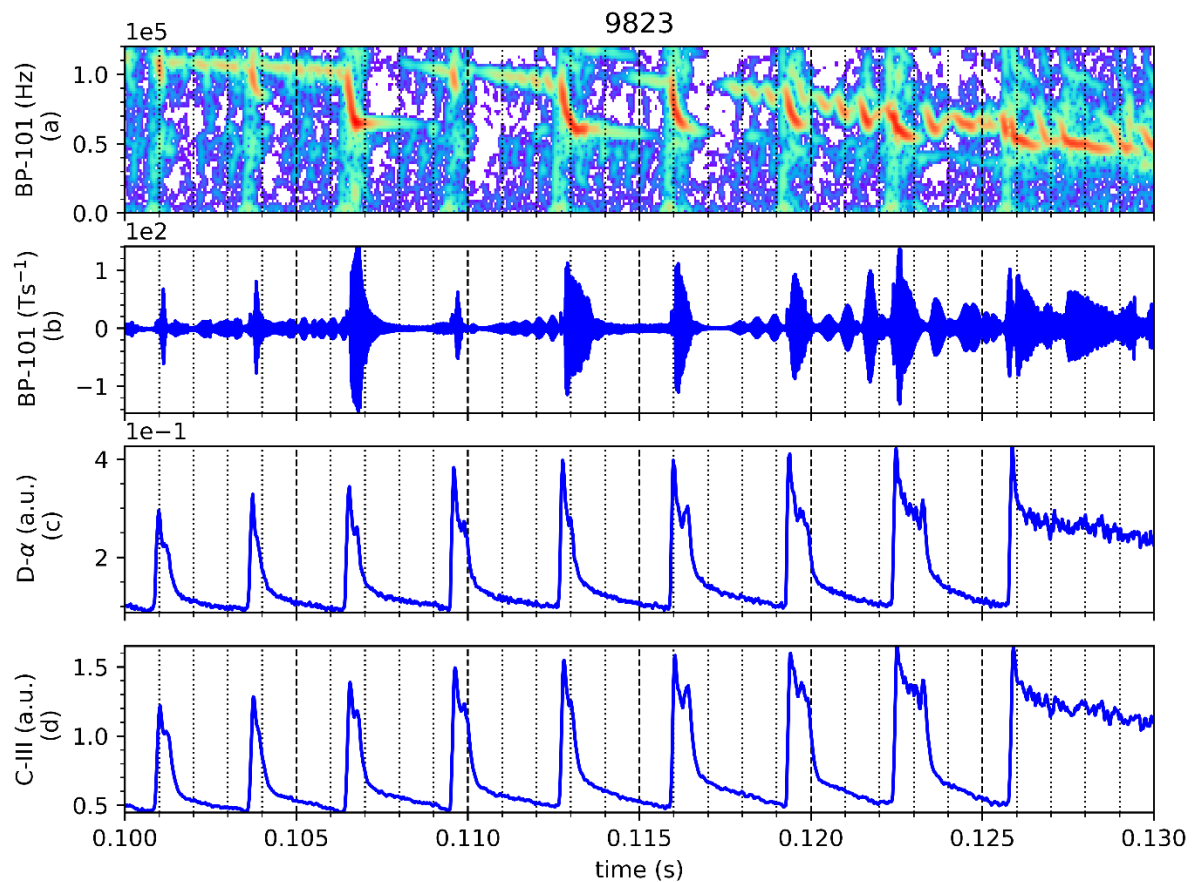 9823
1e5
BP-101 (Hz)
(a)
1.0
0.5
0.0
1e2
BP-101 (Ts⁻¹)
(b)
1
0
−1
1e−1
D-α (a.u.)
(c)
4
2
C-III (a.u.)
(d)
1.5
1.0
0.5
0.100 0.105 0.110 0.115 0.120 0.125 0.130
time (s)